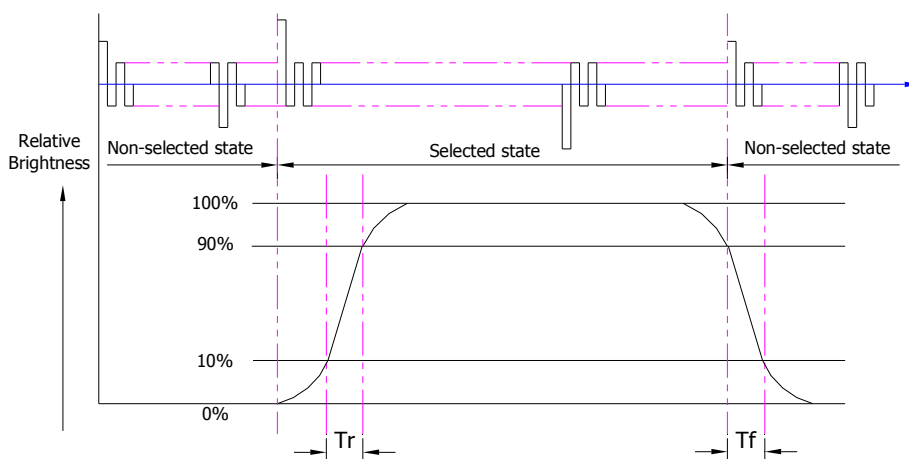 Relative
Brightness
Non-selected state
Selected state
Non-selected state
100%
90%
10%
0%
Tr
Tf